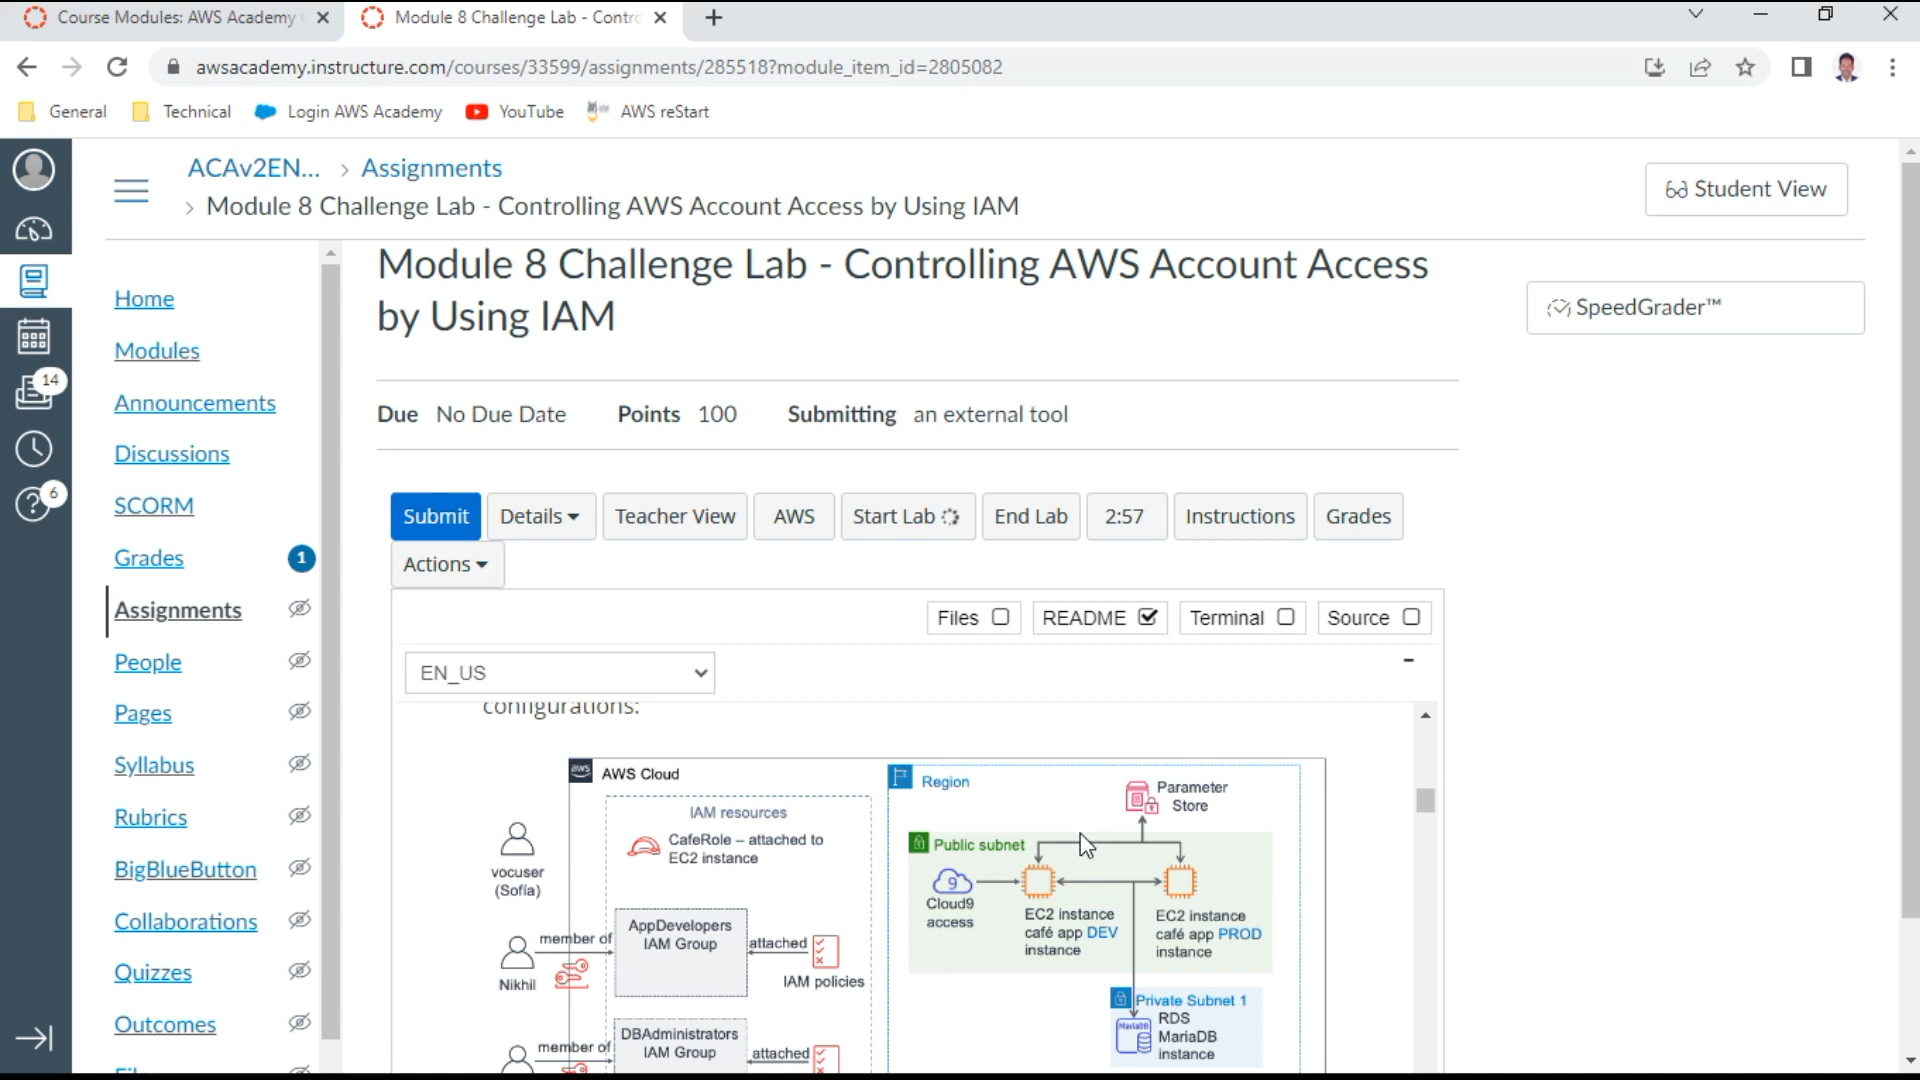 Course Modules: AWS Academy
Module 8 Challenge Lab - Contro
awsacademy.instructure.com/courses/33599/assignments/285518?module_item_id=2805082
General
Technical
Login AWS Academy
YouTube
AWS reStart
ACAv2EN... > Assignments
> Module 8 Challenge Lab - Controlling AWS Account Access by Using IAM
Student View
14
6
Home
Modules
Announcements
Discussions
SCORM
Grades
1
Assignments
People
Pages
Syllabus
Rubrics
BigBlueButton
Collaborations
Quizzes
Outcomes
Module 8 Challenge Lab - Controlling AWS Account Access
by Using IAM
SpeedGrader™
Due No Due Date Points 100 Submitting an external tool
Submit
Details
Teacher View
AWS
Start Lab
End Lab
2:57
Instructions
Grades
Actions
Files
README
Terminal
Source
EN_US
configurations:
aws
AWS Cloud
IAM resources
CafeRole – attached to
EC2 instance
vocuser
(Sofía)
member of
Nikhil
AppDevelopers
IAM Group
attached
IAM policies
member of
DBAdministrators
IAM Group
attached
Region
Parameter
Store
Public subnet
9
Cloud9
access
EC2 instance
café app DEV
instance
EC2 instance
café app PROD
instance
Private Subnet 1
MariaDB
RDS
MariaDB
instance